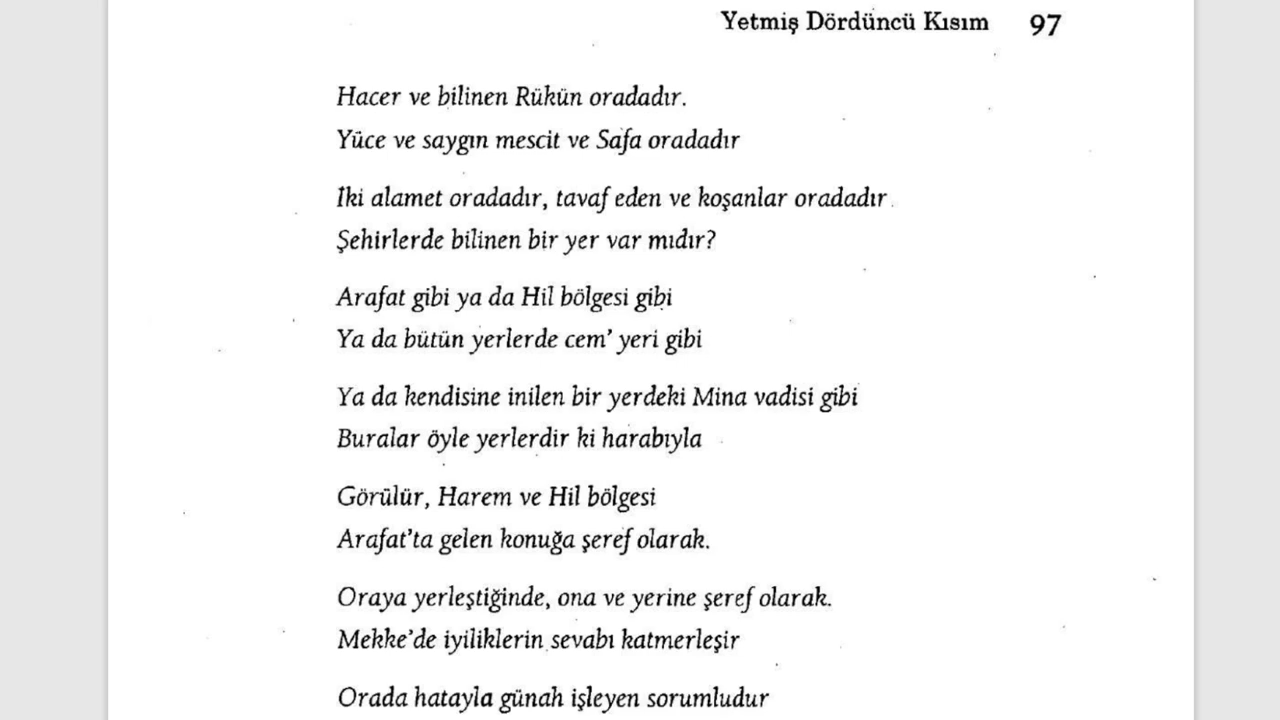 Yetmiş Dördüncü Kısım 97
Hacer ve bilinen Rükün oradadır.
Yüce ve saygın mescit ve Safa oradadır
İki alamet oradadır, tavaf eden ve koşanlar oradadır
Şehirlerde bilinen bir yer var mıdır?
Arafat gibi ya da Hil bölgesi gibi
Ya da bütün yerlerde cem' yeri gibi
Ya da kendisine inilen bir yerdeki Mina vadisi gibi
Buralar öyle yerlerdir ki harabıyla
Görülür, Harem ve Hil bölgesi
Arafat'ta gelen konuğa şeref olarak.
Oraya yerleştiğinde, ona ve yerine şeref olarak.
Mekke'de iyiliklerin sevabı katmerleşir
Orada hatayla günah işleyen sorumludur